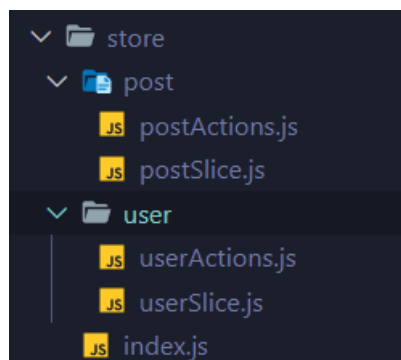 store
post
JS postActions.js
JS postSlice.js
user
JS userActions.js
JS userSlice.js
JS index.js